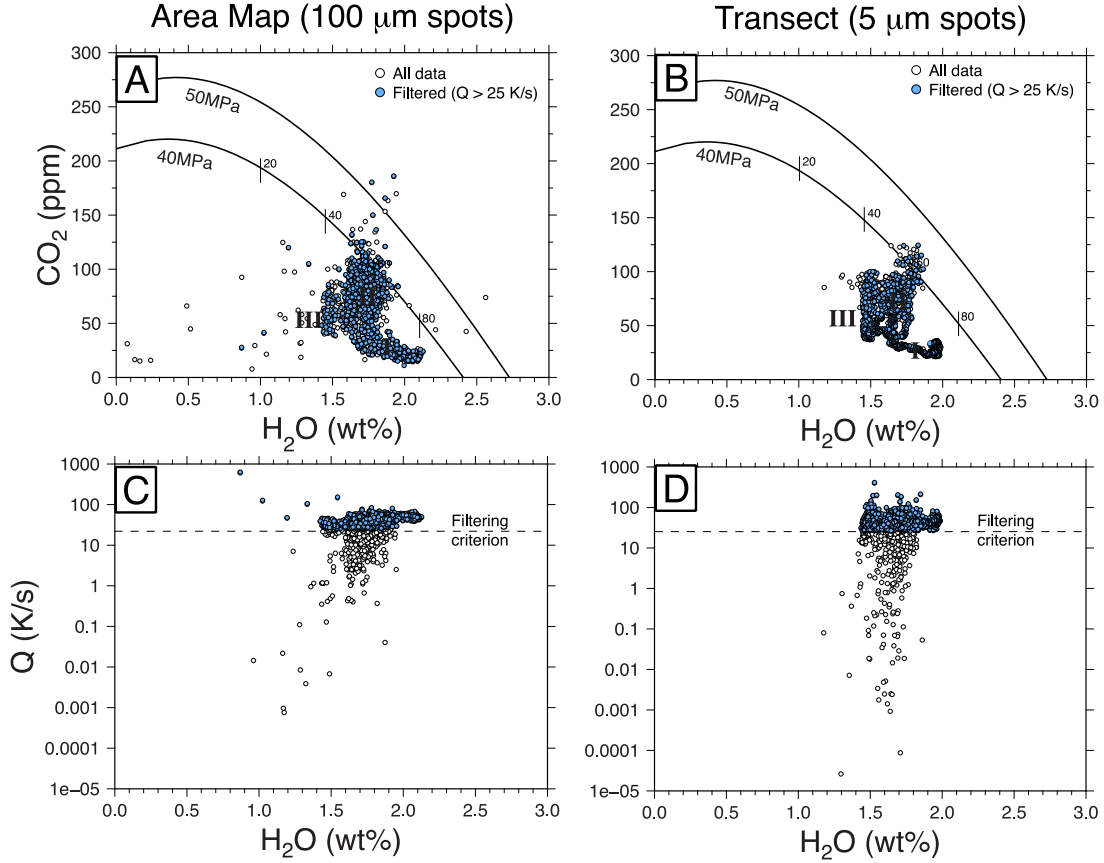 Area Map (100 μm spots)
Transect (5 μm spots)
A
All data
Filtered (Q > 25 K/s)
50MPa
40MPa
20
40
80
III
CO2 (ppm)
300
250
200
150
100
50
0
0.0 0.5 1.0 1.5 2.0 2.5 3.0
H2O (wt%)
B
All data
Filtered (Q > 25 K/s)
50MPa
40MPa
20
40
80
III
I
300
250
200
150
100
50
0
0.0 0.5 1.0 1.5 2.0 2.5 3.0
H2O (wt%)
C
Filtering
criterion
Q (K/s)
1000
100
10
1
0.1
0.01
0.001
0.0001
1e−05
0.0 0.5 1.0 1.5 2.0 2.5 3.0
H2O (wt%)
D
Filtering
criterion
1000
100
10
1
0.1
0.01
0.001
0.0001
1e−05
0.0 0.5 1.0 1.5 2.0 2.5 3.0
H2O (wt%)